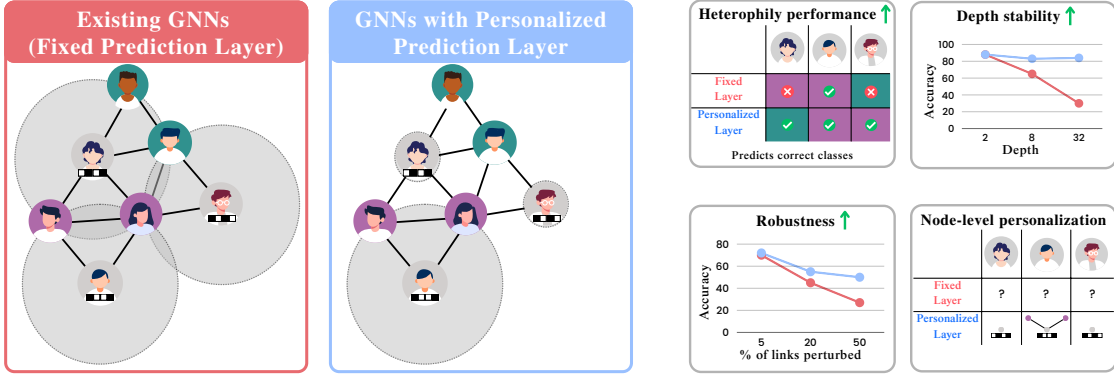 Existing GNNs
(Fixed Prediction Layer)
GNNs with Personalized
Prediction Layer
Heterophily performance
Fixed
Layer
Personalized
Layer
Predicts correct classes
Depth stability
Accuracy
100
80
60
40
20
0
2 8 32
Depth
Robustness
Accuracy
80
60
40
20
0
5 20 50
% of links perturbed
Node-level personalization
Fixed
Layer
? ? ?
Personalized
Layer